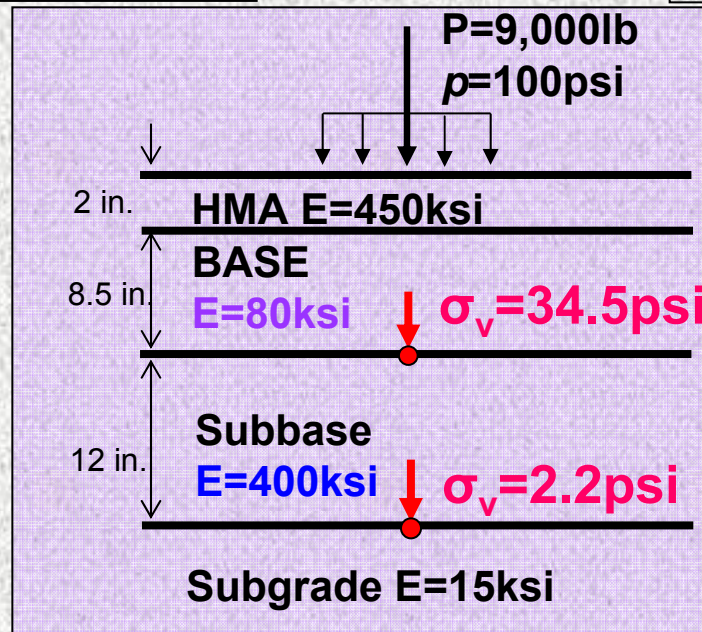 P=9,000lb
p=100psi
2 in.
HMA E=450ksi
BASE
8.5 in.
E=80ksi
σv=34.5psi
Subbase
12 in.
E=400ksi
σv=2.2psi
Subgrade E=15ksi